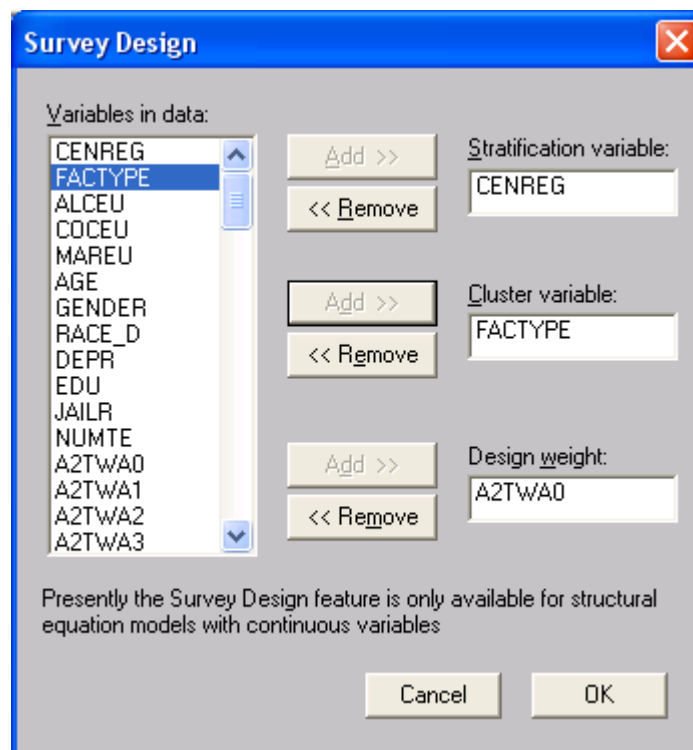 Survey Design
Variables in data:
CENREG
FACTYPE
ALCEU
COCEU
MAREU
AGE
GENDER
RACE_D
DEPR
EDU
JAILR
NUMTE
A2TWA0
A2TWA1
A2TWA2
A2TWA3
Add >>
<< Remove
Stratification variable:
CENREG
Add >>
<< Remove
Cluster variable:
FACTYPE
Add >>
<< Remove
Design weight:
A2TWA0
Presently the Survey Design feature is only available for structural
equation models with continuous variables
Cancel
OK